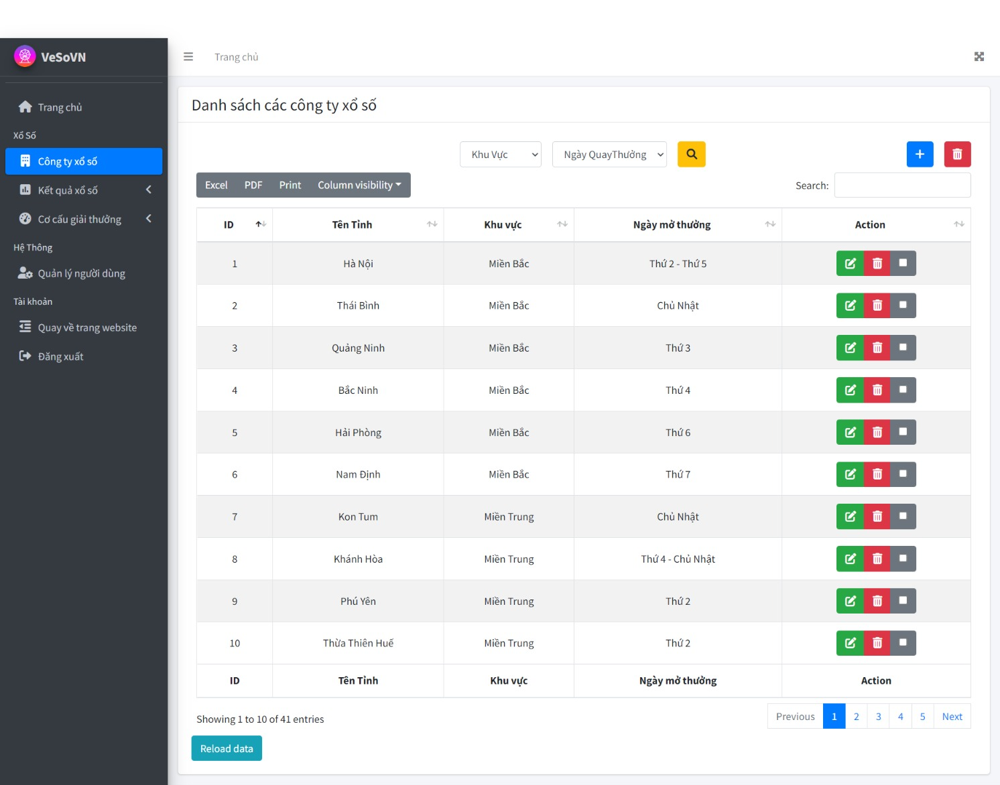 VeSoVN
Trang chủ
Trang chủ
Xổ Số
Công ty xổ số
Kết quả xổ số
Cơ cấu giải thưởng
Hệ Thông
Quản lý người dùng
Tài khoản
Quay về trang website
Đăng xuất
Danh sách các công ty xổ số
Khu Vực Ngày QuayThưởng
Excel PDF Print Column visibility Search:
ID Tên Tỉnh Khu vực Ngày mở thưởng Action
1 Hà Nội Miền Bắc Thứ 2 - Thứ 5
2 Thái Bình Miền Bắc Chủ Nhật
3 Quảng Ninh Miền Bắc Thứ 3
4 Bắc Ninh Miền Bắc Thứ 4
5 Hải Phòng Miền Bắc Thứ 6
6 Nam Định Miền Bắc Thứ 7
7 Kon Tum Miền Trung Chủ Nhật
8 Khánh Hòa Miền Trung Thứ 4 - Chủ Nhật
9 Phú Yên Miền Trung Thứ 2
10 Thừa Thiên Huế Miền Trung Thứ 2
ID Tên Tỉnh Khu vực Ngày mở thưởng Action
Showing 1 to 10 of 41 entries Previous 1 2 3 4 5 Next
Reload data